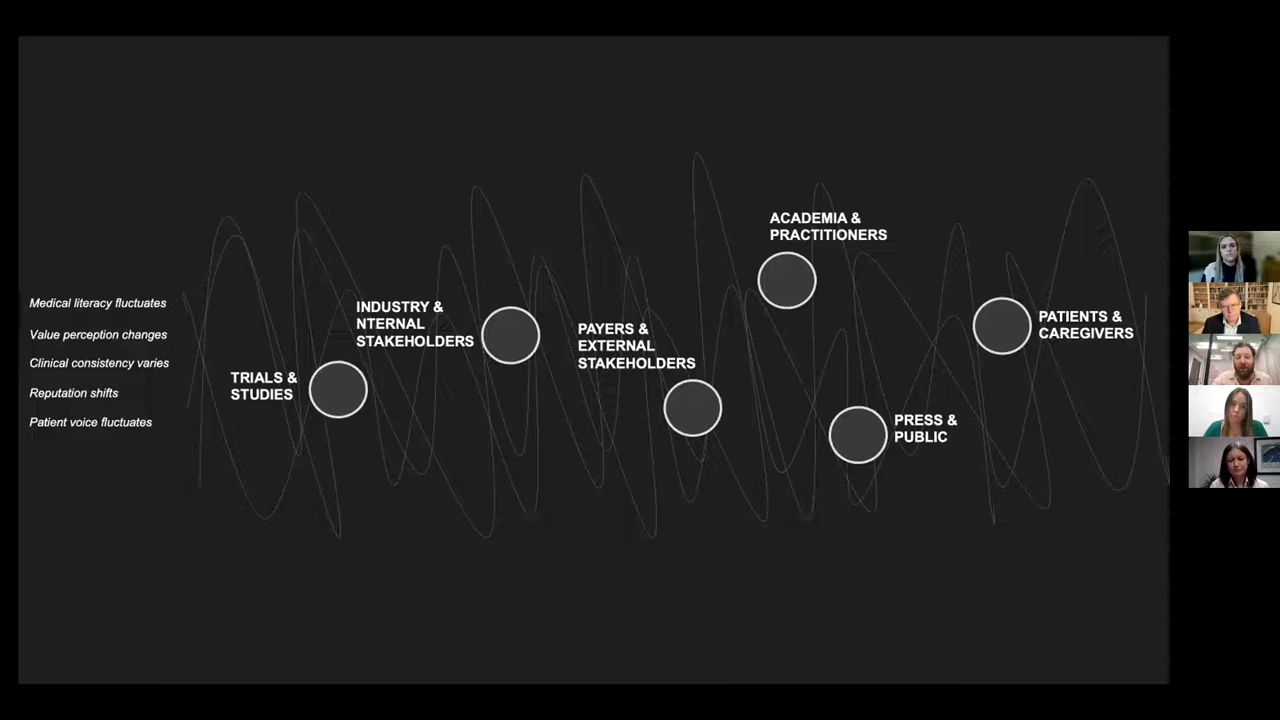 Medical literacy fluctuates
Value perception changes
Clinical consistency varies
Reputation shifts
Patient voice fluctuates
TRIALS &
STUDIES
INDUSTRY &
NTERNAL
STAKEHOLDERS
PAYERS &
EXTERNAL
STAKEHOLDERS
ACADEMIA &
PRACTITIONERS
PRESS &
PUBLIC
PATIENTS &
CAREGIVERS